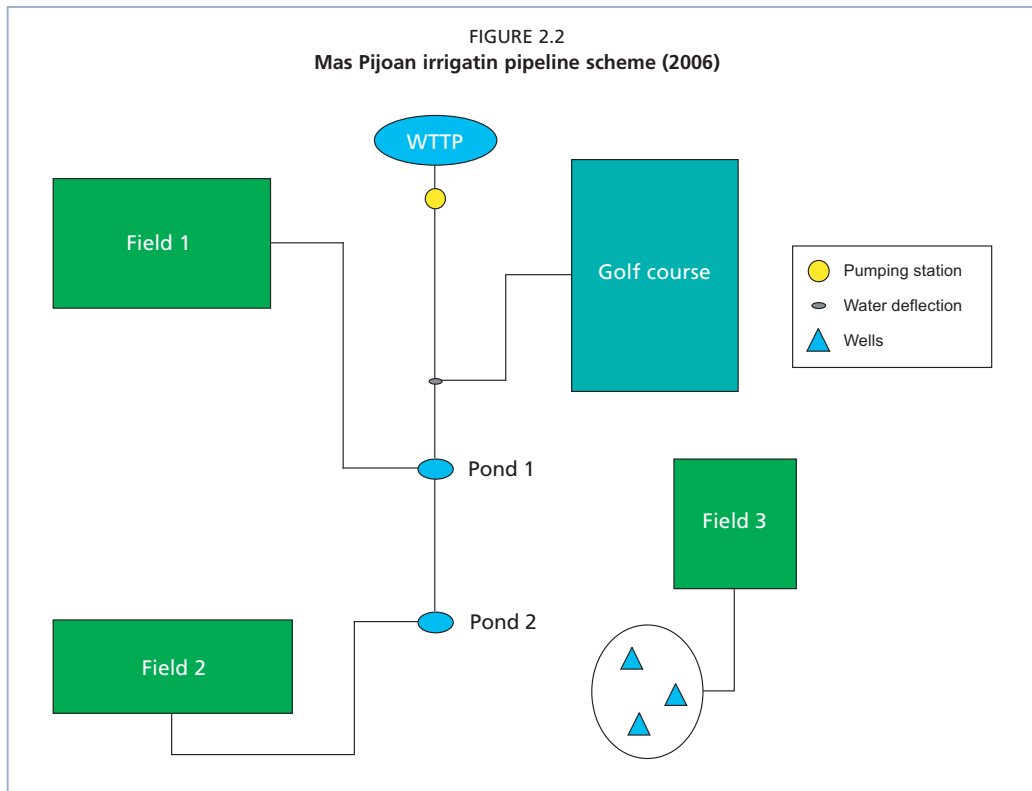 FIGURE 2.2
Mas Pijoan irrigatin pipeline scheme (2006)
WTTP
Field 1
Golf course
Pumping station
Water deflection
Wells
Pond 1
Field 3
Pond 2
Field 2